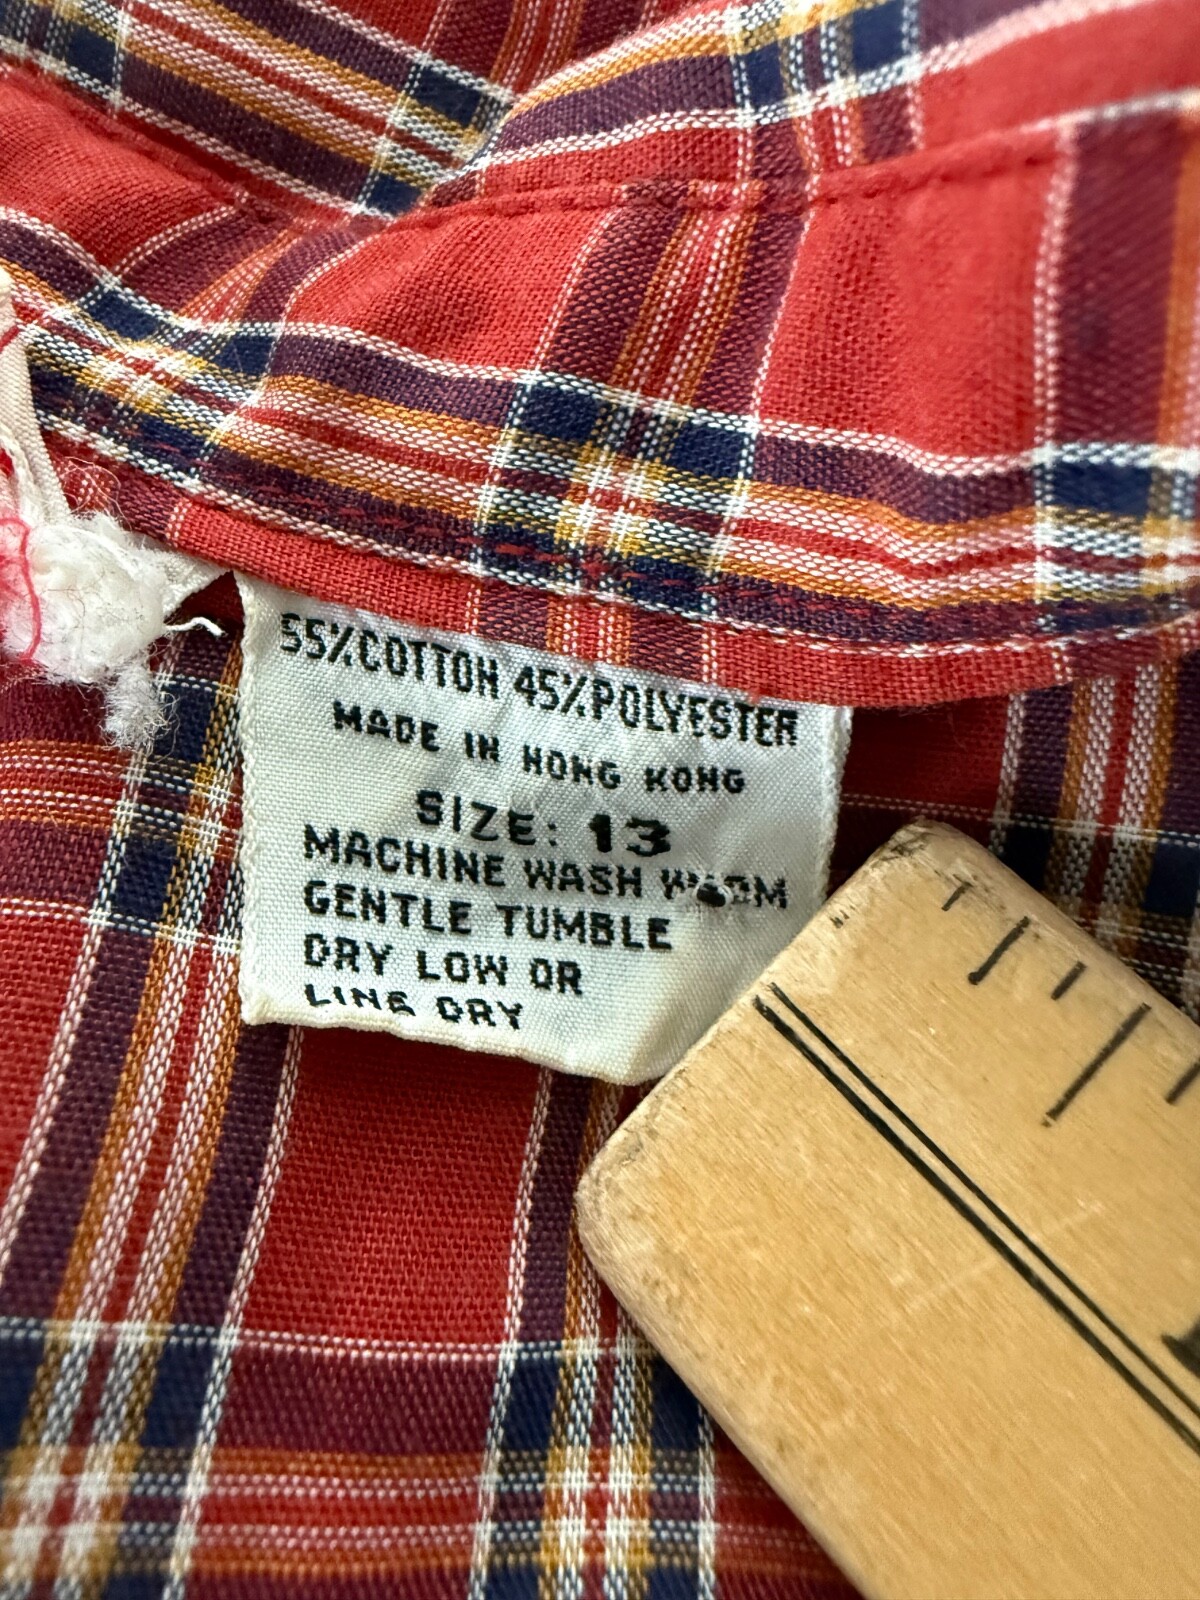 55%COTTON 45%POLYESTER
MADE IN HONG KONG
SIZE: 13
MACHINE WASH WARM
GENTLE TUMBLE
DRY LOW OR
LINE DRY